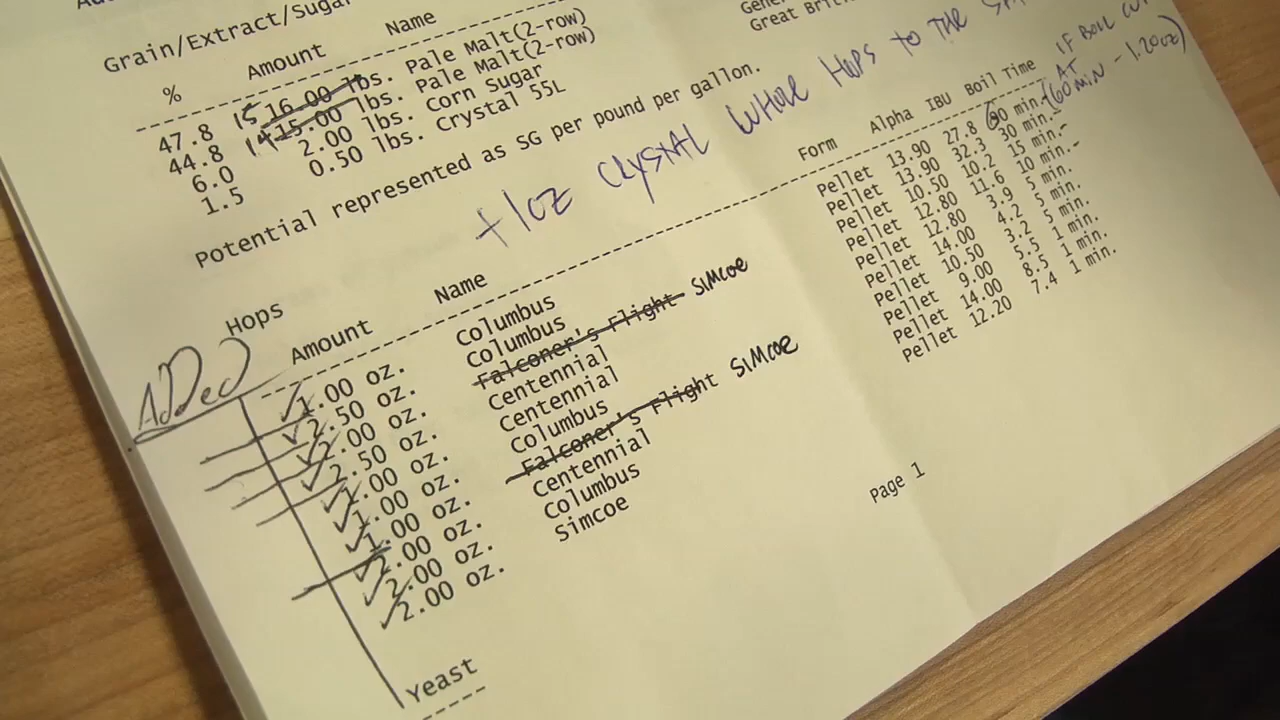 Grain/Extract/Sugar
% Amount Name
47.8 15 16.00 lbs. Pale Malt(2-row)
44.8 14 15.00 lbs. Pale Malt(2-row)
6.0 2.00 lbs. Corn Sugar
1.5 0.50 lbs. Crystal 55L
Potential represented as SG per pound per gallon.
+1oz CRYSTAL WHOLE HOPS TO THE
IF BOIL
AT
60 MIN - 1.20oz)
Hops
ADDED
Amount Name Form Alpha IBU Boil Time
1.00 oz. Columbus Pellet 13.90 27.8 min.
2.50 oz. Columbus Pellet 13.90 32.3 30 min.
2.00 oz. Falconer's Flight SIMCOE Pellet 10.50 10.2 15 min.
2.50 oz. Centennial Pellet 12.80 11.6 10 min.
1.00 oz. Centennial Pellet 12.80 3.9 5 min.
1.00 oz. Columbus Pellet 14.00 4.2 5 min.
1.00 oz. Falconer's Flight SIMCOE Pellet 10.50 3.2 5 min.
2.00 oz. Centennial Pellet 9.00 5.5 1 min.
2.00 oz. Columbus Pellet 14.00 8.5 1 min.
2.00 oz. Simcoe Pellet 12.20 7.4 1 min.
Page 1
Yeast